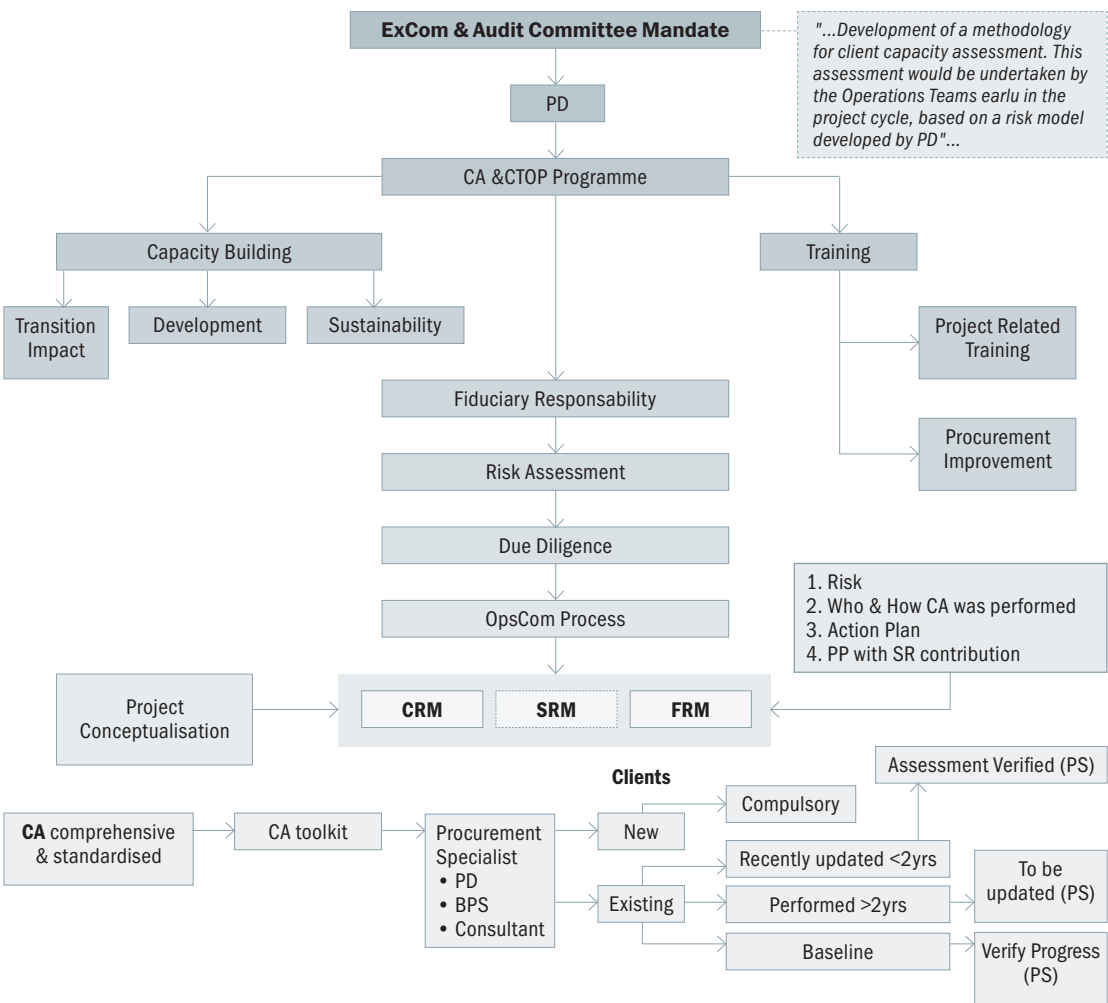 ExCom & Audit Committee Mandate
"...Development of a methodology
for client capacity assessment. This
assessment would be undertaken by
the Operations Teams earlu in the
project cycle, based on a risk model
developed by PD"...
PD
CA &CTOP Programme
Capacity Building
Training
Transition
Impact
Development
Sustainability
Project Related
Training
Fiduciary Responsability
Procurement
Improvement
Risk Assessment
Due Diligence
OpsCom Process
1. Risk
2. Who & How CA was performed
3. Action Plan
4. PP with SR contribution
Project
Conceptualisation
CRM
SRM
FRM
Clients
Assessment Verified (PS)
CA comprehensive
& standardised
CA toolkit
Procurement
Specialist
• PD
• BPS
• Consultant
New
Compulsory
Existing
Recently updated <2yrs
Performed >2yrs
To be
updated (PS)
Baseline
Verify Progress
(PS)